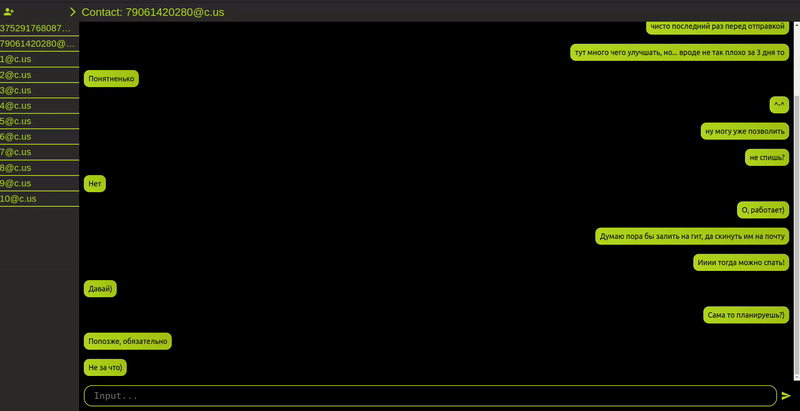 Contact: 79061420280@c.us
375291768087...
79061420280@...
1@c.us
2@c.us
3@c.us
4@c.us
5@c.us
6@c.us
7@c.us
8@c.us
9@c.us
10@c.us
чисто последний раз перед отправкой
тут много чего улучшать, но... вроде не так плохо за 3 дня то
Понятненько
^-^
ну могу уже позволить
не спишь?
Нет
О, работает)
Думаю пора бы залить на гит, да скинуть им на почту
Ииии тогда можно спать!
Давай)
Сама то планируешь?)
Попозже, обязательно
Не за что)
Input...